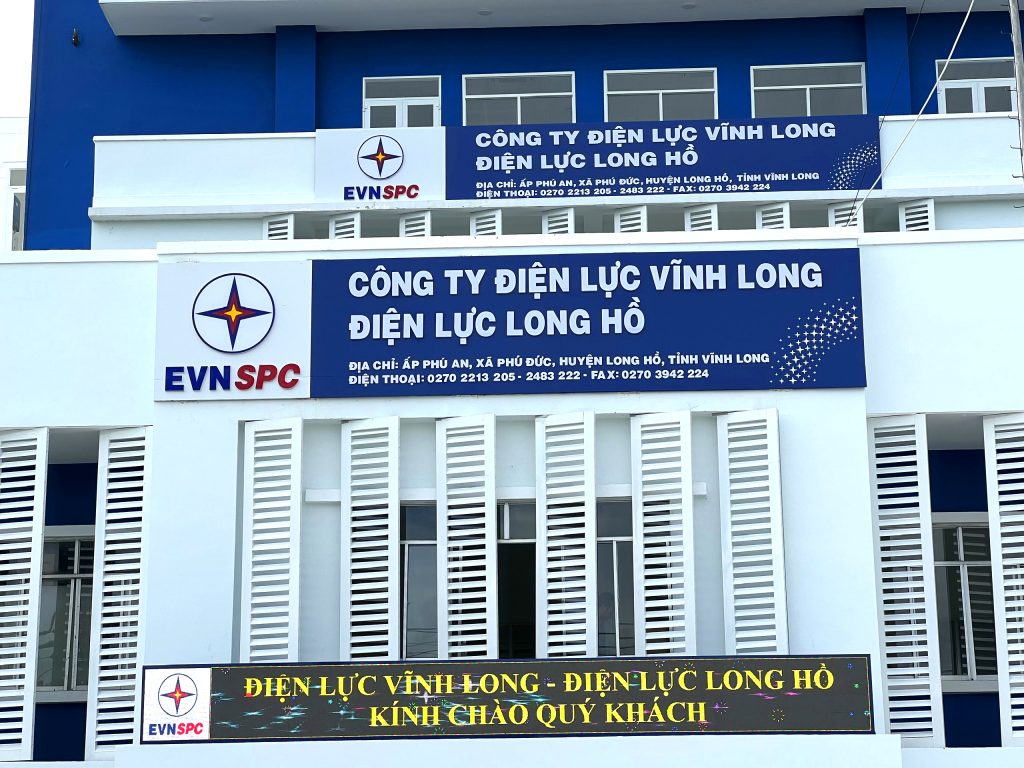 CÔNG TY ĐIỆN LỰC VĨNH LONG
ĐIỆN LỰC LONG HỒ
EVNSPC
ĐỊA CHỈ: ẤP PHÚ AN, XÃ PHÚ ĐỨC, HUYỆN LONG HỒ, TỈNH VĨNH LONG
ĐIỆN THOẠI: 0270 2213 205 - 2483 222 - FAX: 0270 3942 224
CÔNG TY ĐIỆN LỰC VĨNH LONG
ĐIỆN LỰC LONG HỒ
EVNSPC
ĐỊA CHỈ: ẤP PHÚ AN, XÃ PHÚ ĐỨC, HUYỆN LONG HỒ, TỈNH VĨNH LONG
ĐIỆN THOẠI: 0270 2213 205 - 2483 222 - FAX: 0270 3942 224
ĐIỆN LỰC VĨNH LONG - ĐIỆN LỰC LONG HỒ
KÍNH CHÀO QUÝ KHÁCH
EVNSPC